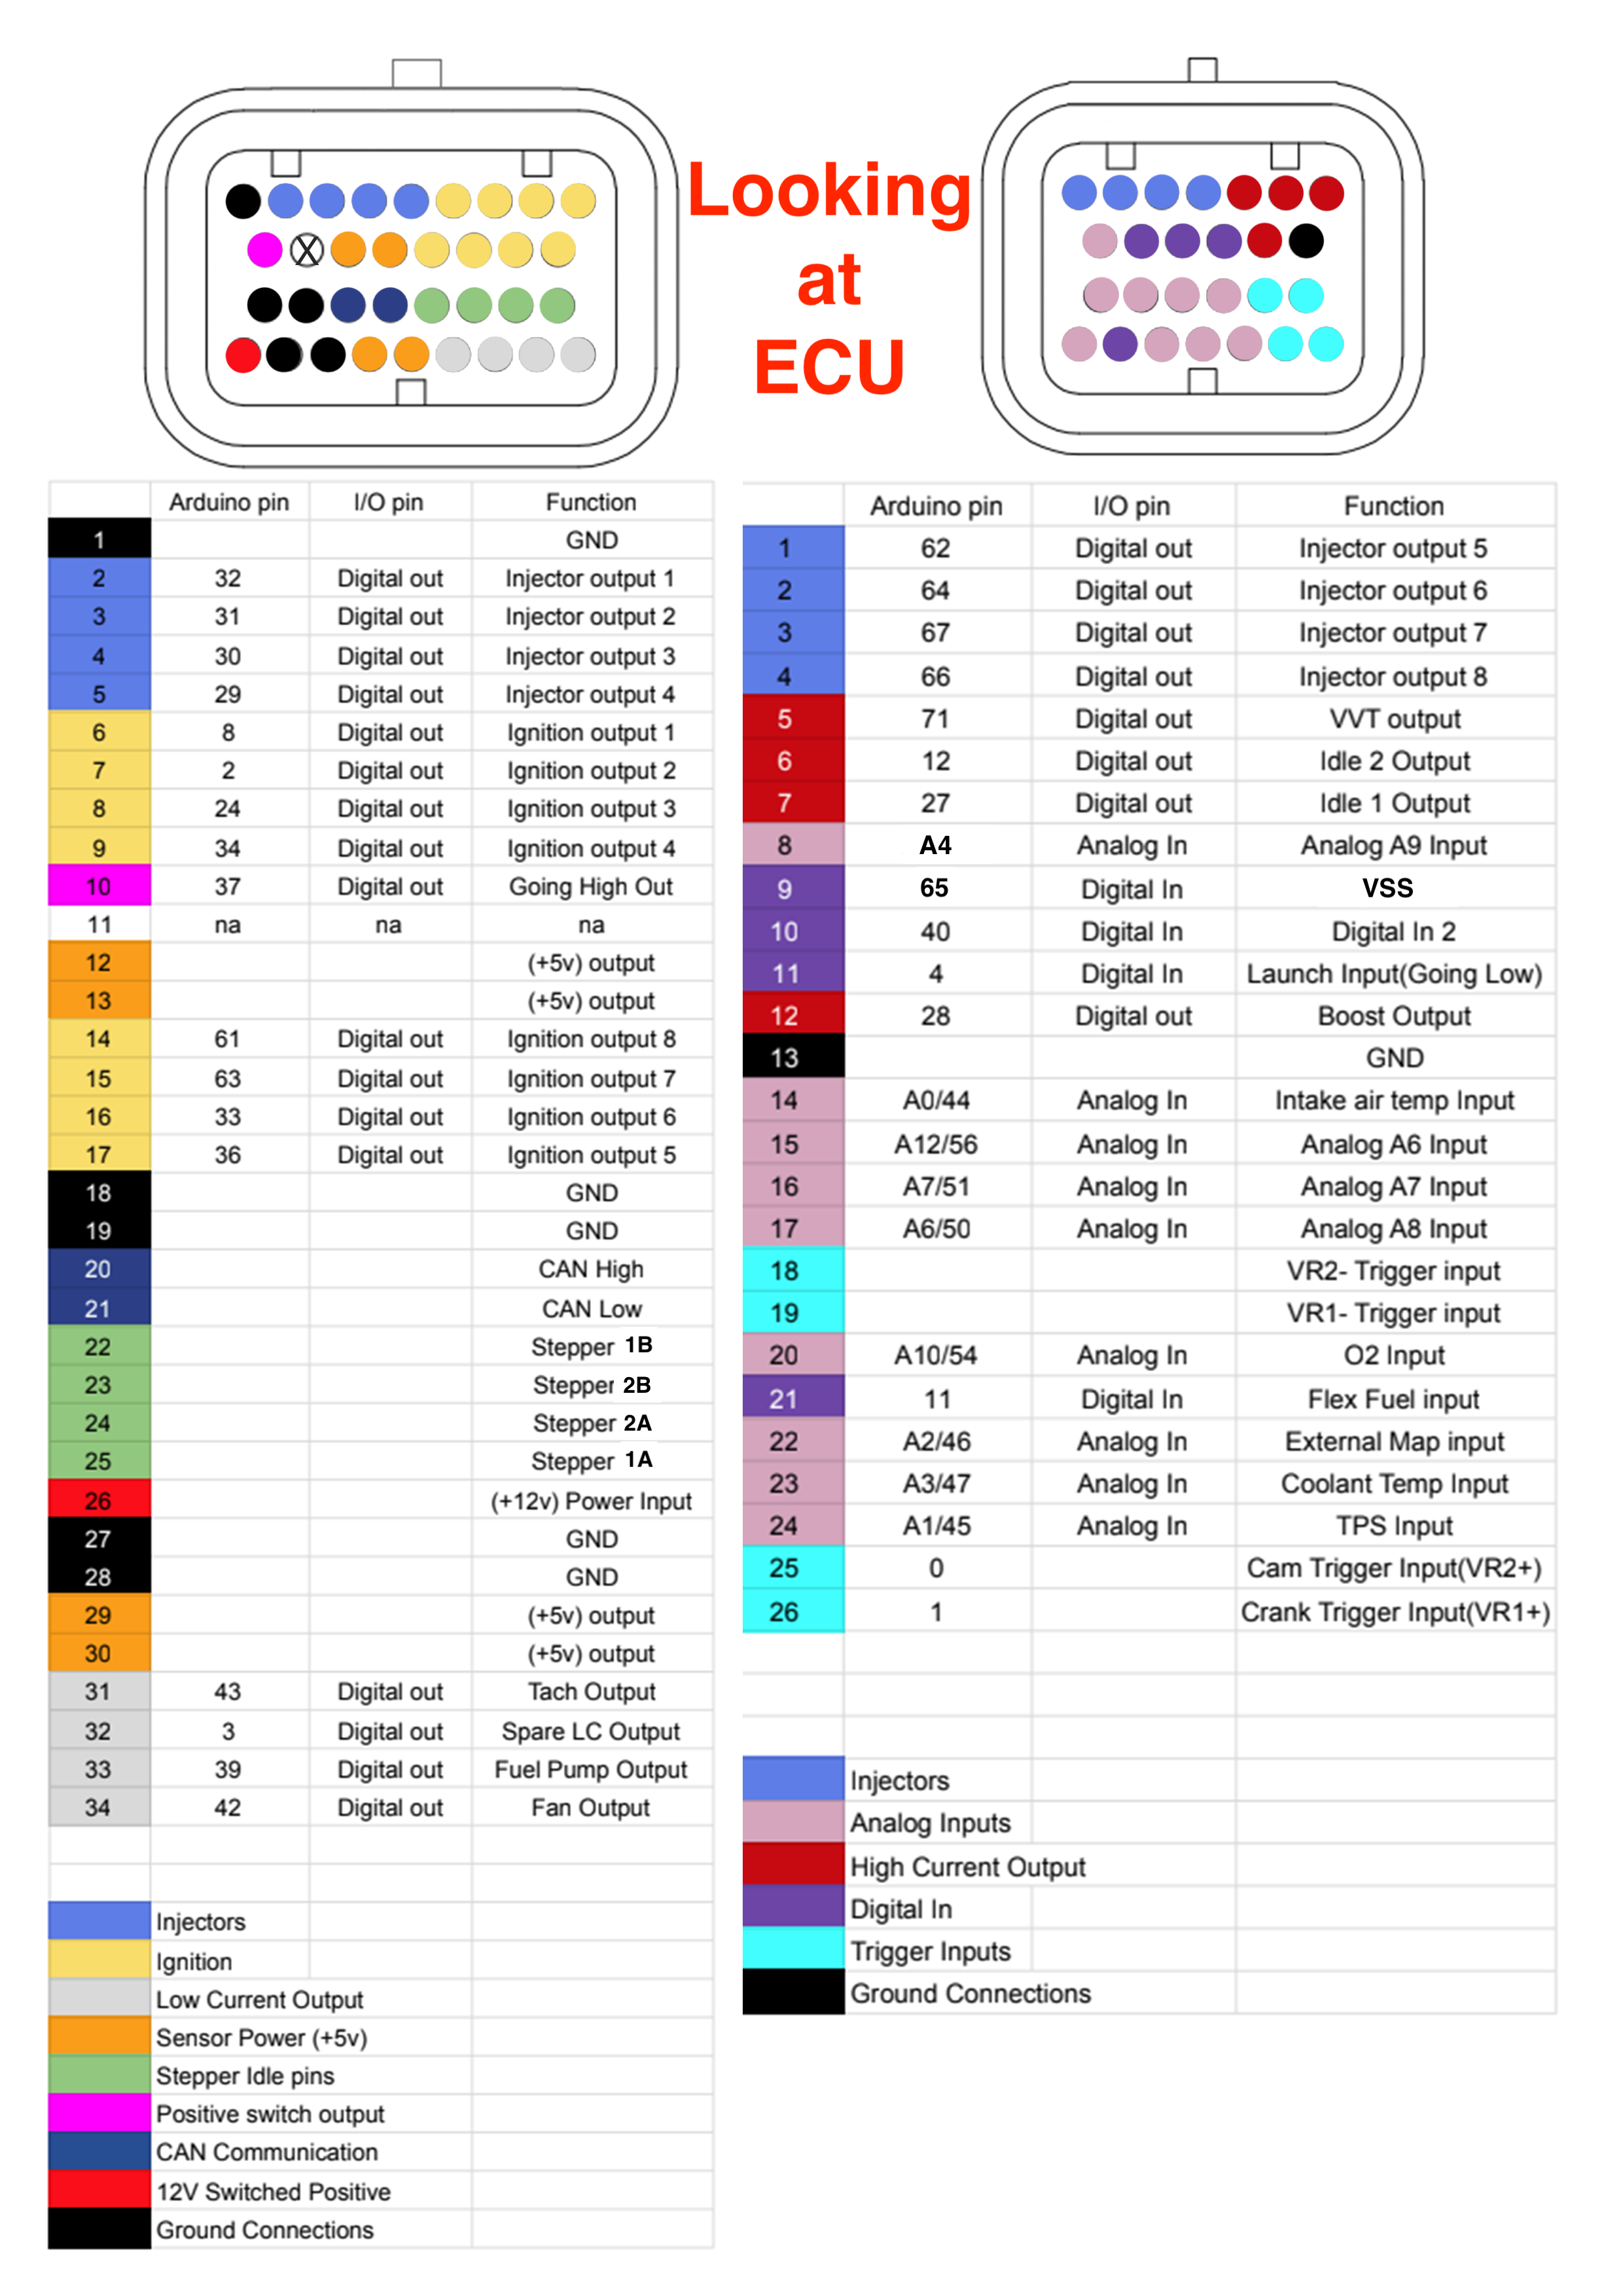 Looking
at
ECU
Arduino pin I/O pin Function
1 GND
2 32 Digital out Injector output 1
3 31 Digital out Injector output 2
4 30 Digital out Injector output 3
5 29 Digital out Injector output 4
6 8 Digital out Ignition output 1
7 2 Digital out Ignition output 2
8 24 Digital out Ignition output 3
9 34 Digital out Ignition output 4
10 37 Digital out Going High Out
11 na na na
12 (+5v) output
13 (+5v) output
14 61 Digital out Ignition output 8
15 63 Digital out Ignition output 7
16 33 Digital out Ignition output 6
17 36 Digital out Ignition output 5
18 GND
19 GND
20 CAN High
21 CAN Low
22 Stepper 1B
23 Stepper 2B
24 Stepper 2A
25 Stepper 1A
26 (+12v) Power Input
27 GND
28 GND
29 (+5v) output
30 (+5v) output
31 43 Digital out Tach Output
32 3 Digital out Spare LC Output
33 39 Digital out Fuel Pump Output
34 42 Digital out Fan Output
Injectors
Ignition
Low Current Output
Sensor Power (+5v)
Stepper Idle pins
Positive switch output
CAN Communication
12V Switched Positive
Ground Connections
Arduino pin I/O pin Function
1 62 Digital out Injector output 5
2 64 Digital out Injector output 6
3 67 Digital out Injector output 7
4 66 Digital out Injector output 8
5 71 Digital out VVT output
6 12 Digital out Idle 2 Output
7 27 Digital out Idle 1 Output
8 A4 Analog In Analog A9 Input
9 65 Digital In VSS
10 40 Digital In Digital In 2
11 4 Digital In Launch Input(Going Low)
12 28 Digital out Boost Output
13 GND
14 A0/44 Analog In Intake air temp Input
15 A12/56 Analog In Analog A6 Input
16 A7/51 Analog In Analog A7 Input
17 A6/50 Analog In Analog A8 Input
18 VR2- Trigger input
19 VR1- Trigger input
20 A10/54 Analog In O2 Input
21 11 Digital In Flex Fuel input
22 A2/46 Analog In External Map input
23 A3/47 Analog In Coolant Temp Input
24 A1/45 Analog In TPS Input
25 0 Cam Trigger Input(VR2+)
26 1 Crank Trigger Input(VR1+)
Injectors
Analog Inputs
High Current Output
Digital In
Trigger Inputs
Ground Connections